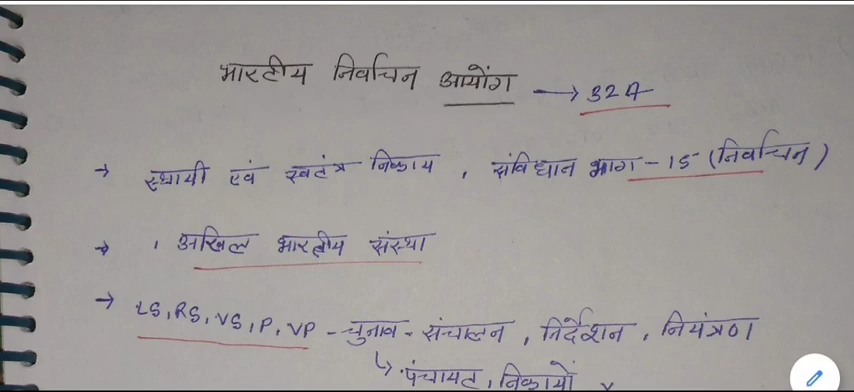 भारतीय निर्वाचन आयोग → 324
→ स्थायी एवं स्वतंत्र निकाय, संविधान भाग - 15 (निर्वाचन)
→ अखिल भारतीय संस्था
→ LS, RS, VS, P, VP - चुनाव - संचालन, निर्देशन, नियंत्रण
↳ पंचायत, निकायों x